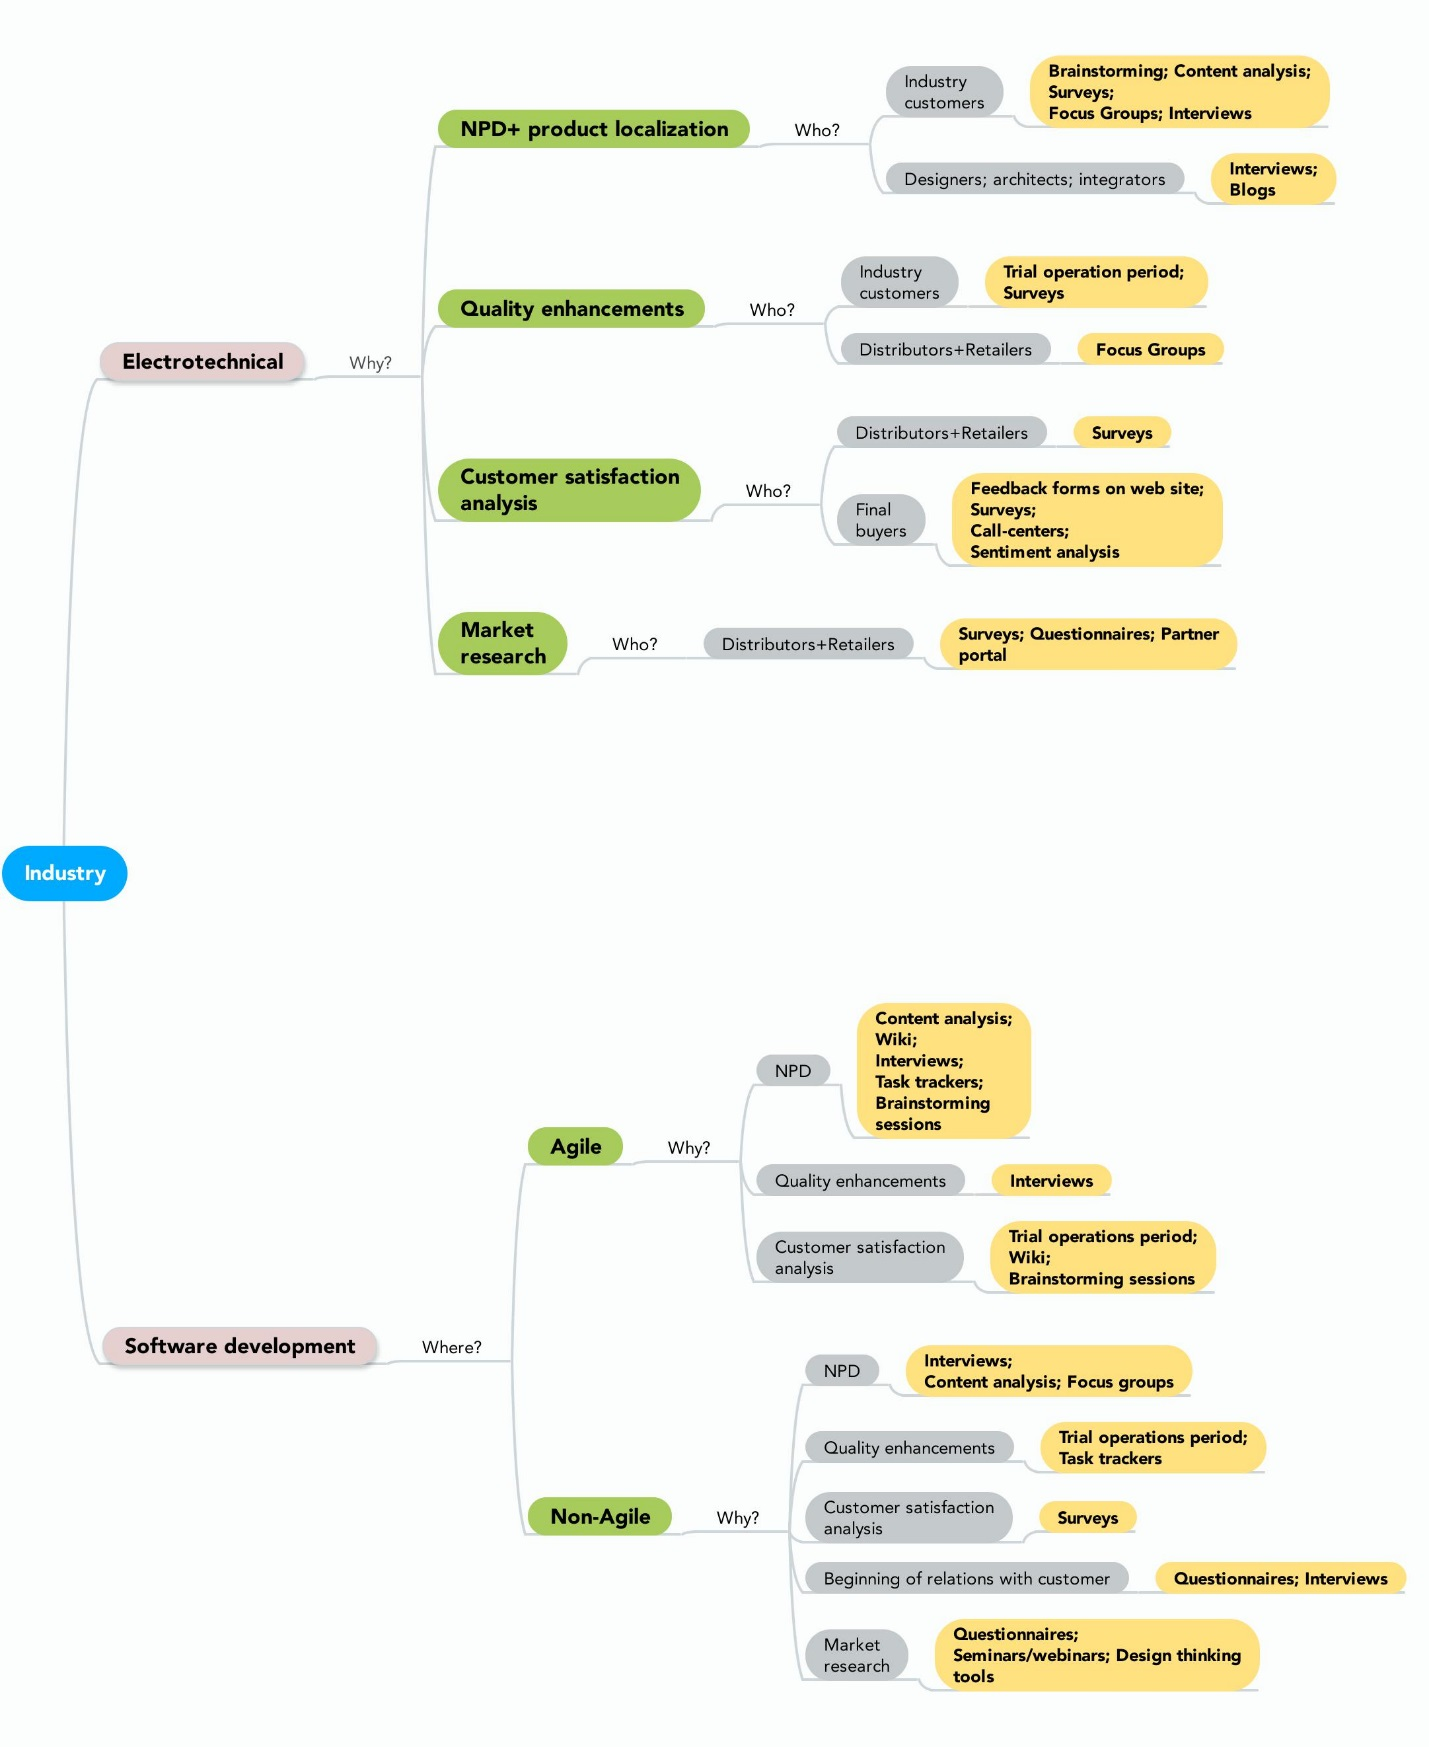 Industry
Electrotechnical
Why?
NPD+ product localization
Who?
Industry
customers
Brainstorming; Content analysis;
Surveys;
Focus Groups; Interviews
Designers; architects; integrators
Interviews;
Blogs
Quality enhancements
Who?
Industry
customers
Trial operation period;
Surveys
Distributors+Retailers
Focus Groups
Customer satisfaction
analysis
Who?
Distributors+Retailers
Surveys
Final
buyers
Feedback forms on web site;
Surveys;
Call-centers;
Sentiment analysis
Market
research
Who?
Distributors+Retailers
Surveys; Questionnaires; Partner
portal
Software development
Where?
Agile
Why?
NPD
Content analysis;
Wiki;
Interviews;
Task trackers;
Brainstorming
sessions
Quality enhancements
Interviews
Customer satisfaction
analysis
Trial operations period;
Wiki;
Brainstorming sessions
Non-Agile
Why?
NPD
Interviews;
Content analysis; Focus groups
Quality enhancements
Trial operations period;
Task trackers
Customer satisfaction
analysis
Surveys
Beginning of relations with customer
Questionnaires; Interviews
Market
research
Questionnaires;
Seminars/webinars; Design thinking
tools